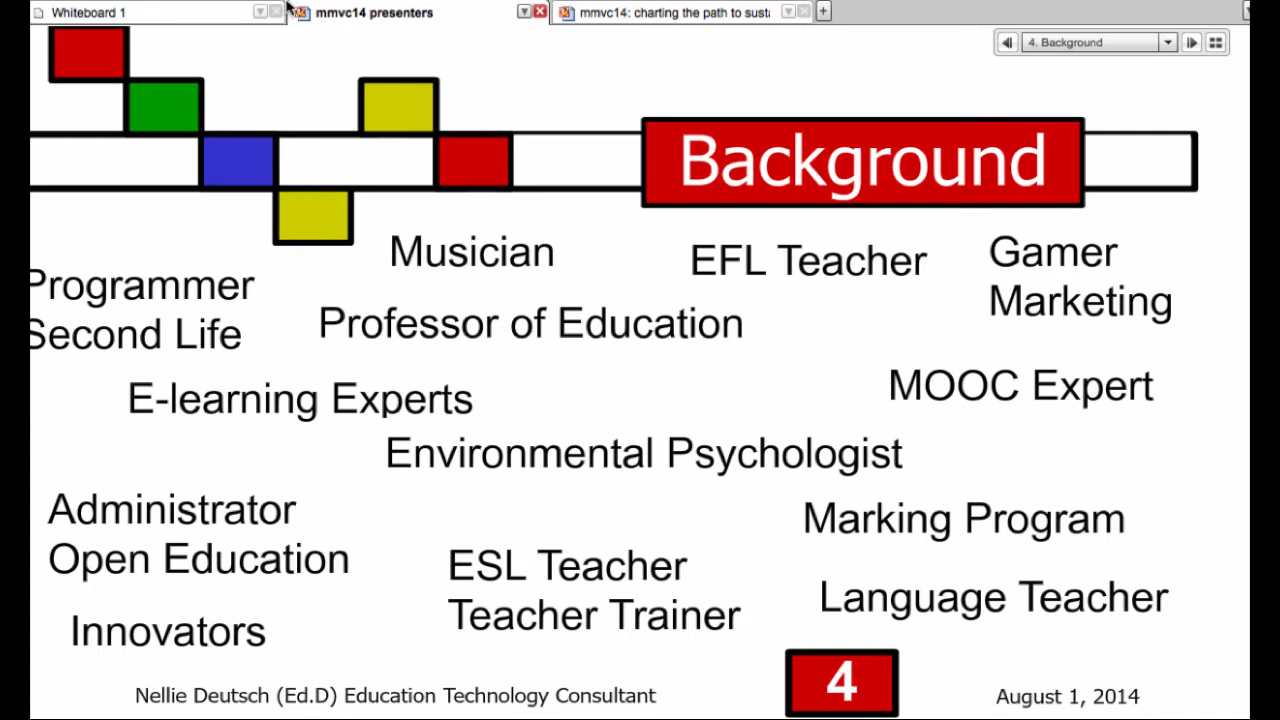 Whiteboard 1
mmvc14 presenters
mmvc14: charting the path to susta
4. Background
Background
Musician
EFL Teacher
Gamer
Marketing
Programmer
Second Life
Professor of Education
E-learning Experts
MOOC Expert
Environmental Psychologist
Administrator
Open Education
Marking Program
ESL Teacher
Teacher Trainer
Language Teacher
Innovators
4
Nellie Deutsch (Ed.D) Education Technology Consultant
August 1, 2014